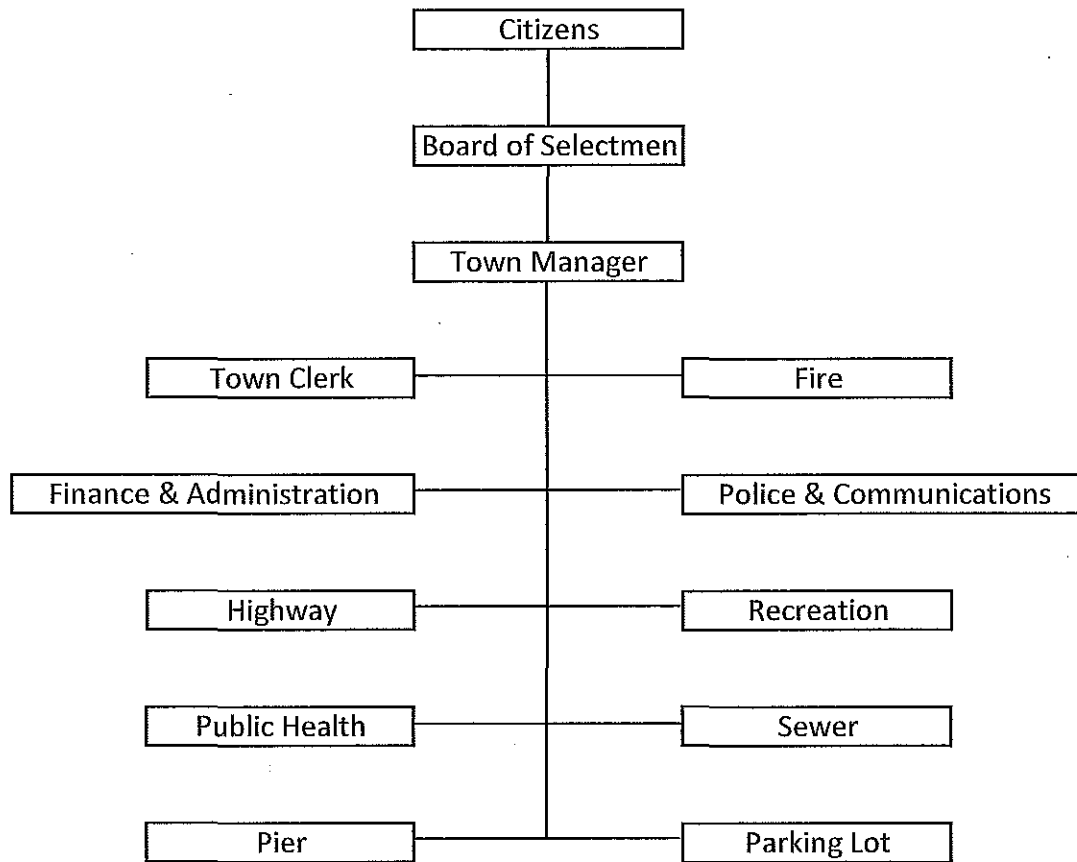 Citizens
Board of Selectmen
Town Manager
Town Clerk
Fire
Finance & Administration
Police & Communications
Highway
Recreation
Public Health
Sewer
Pier
Parking Lot